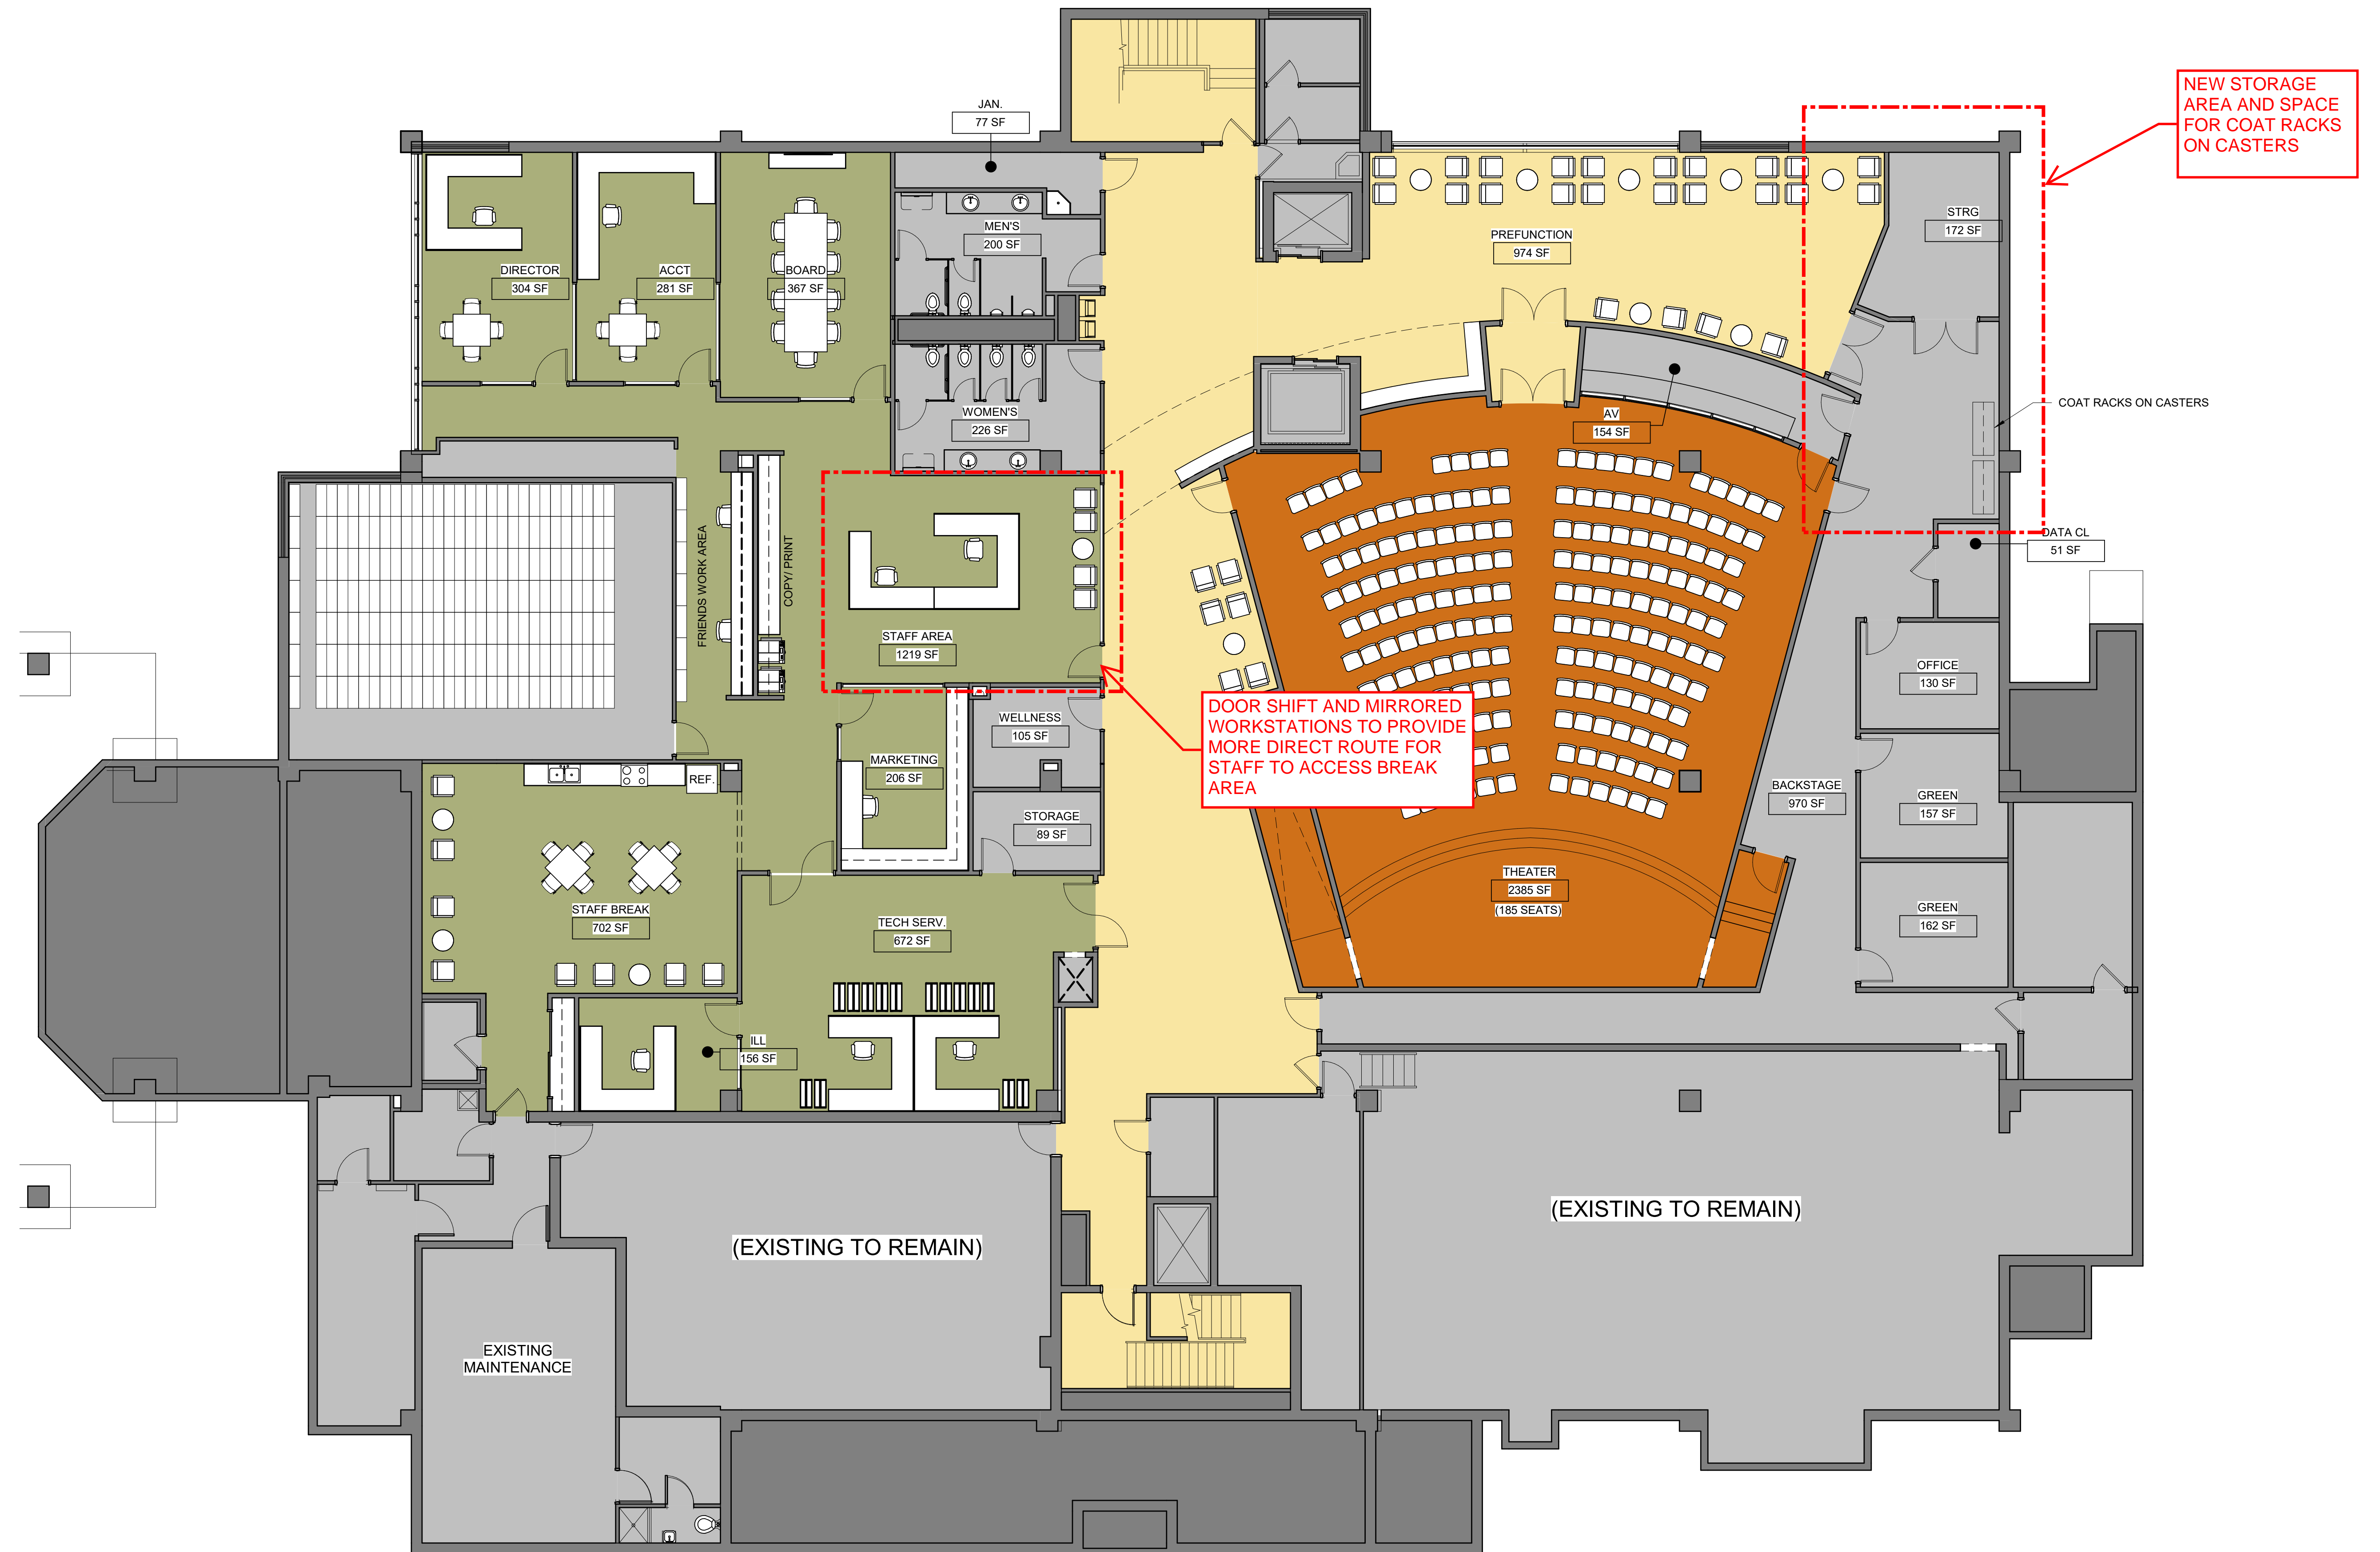 NEW STORAGE
AREA AND SPACE
FOR COAT RACKS
ON CASTERS
JAN.
77 SF
MEN'S
200 SF
STRG
172 SF
PREFUNCTION
974 SF
DIRECTOR
304 SF
ACCT
281 SF
BOARD
367 SF
WOMEN'S
226 SF
AV
154 SF
COAT RACKS ON CASTERS
FRIENDS WORK AREA
COPY/ PRINT
DATA CL
51 SF
STAFF AREA
1219 SF
OFFICE
130 SF
WELLNESS
105 SF
DOOR SHIFT AND MIRRORED
WORKSTATIONS TO PROVIDE
MORE DIRECT ROUTE FOR
STAFF TO ACCESS BREAK
AREA
MARKETING
206 SF
REF.
BACKSTAGE
970 SF
GREEN
157 SF
STORAGE
89 SF
THEATER
2385 SF
(185 SEATS)
STAFF BREAK
702 SF
TECH SERV.
672 SF
GREEN
162 SF
ILL
156 SF
(EXISTING TO REMAIN)
(EXISTING TO REMAIN)
EXISTING
MAINTENANCE